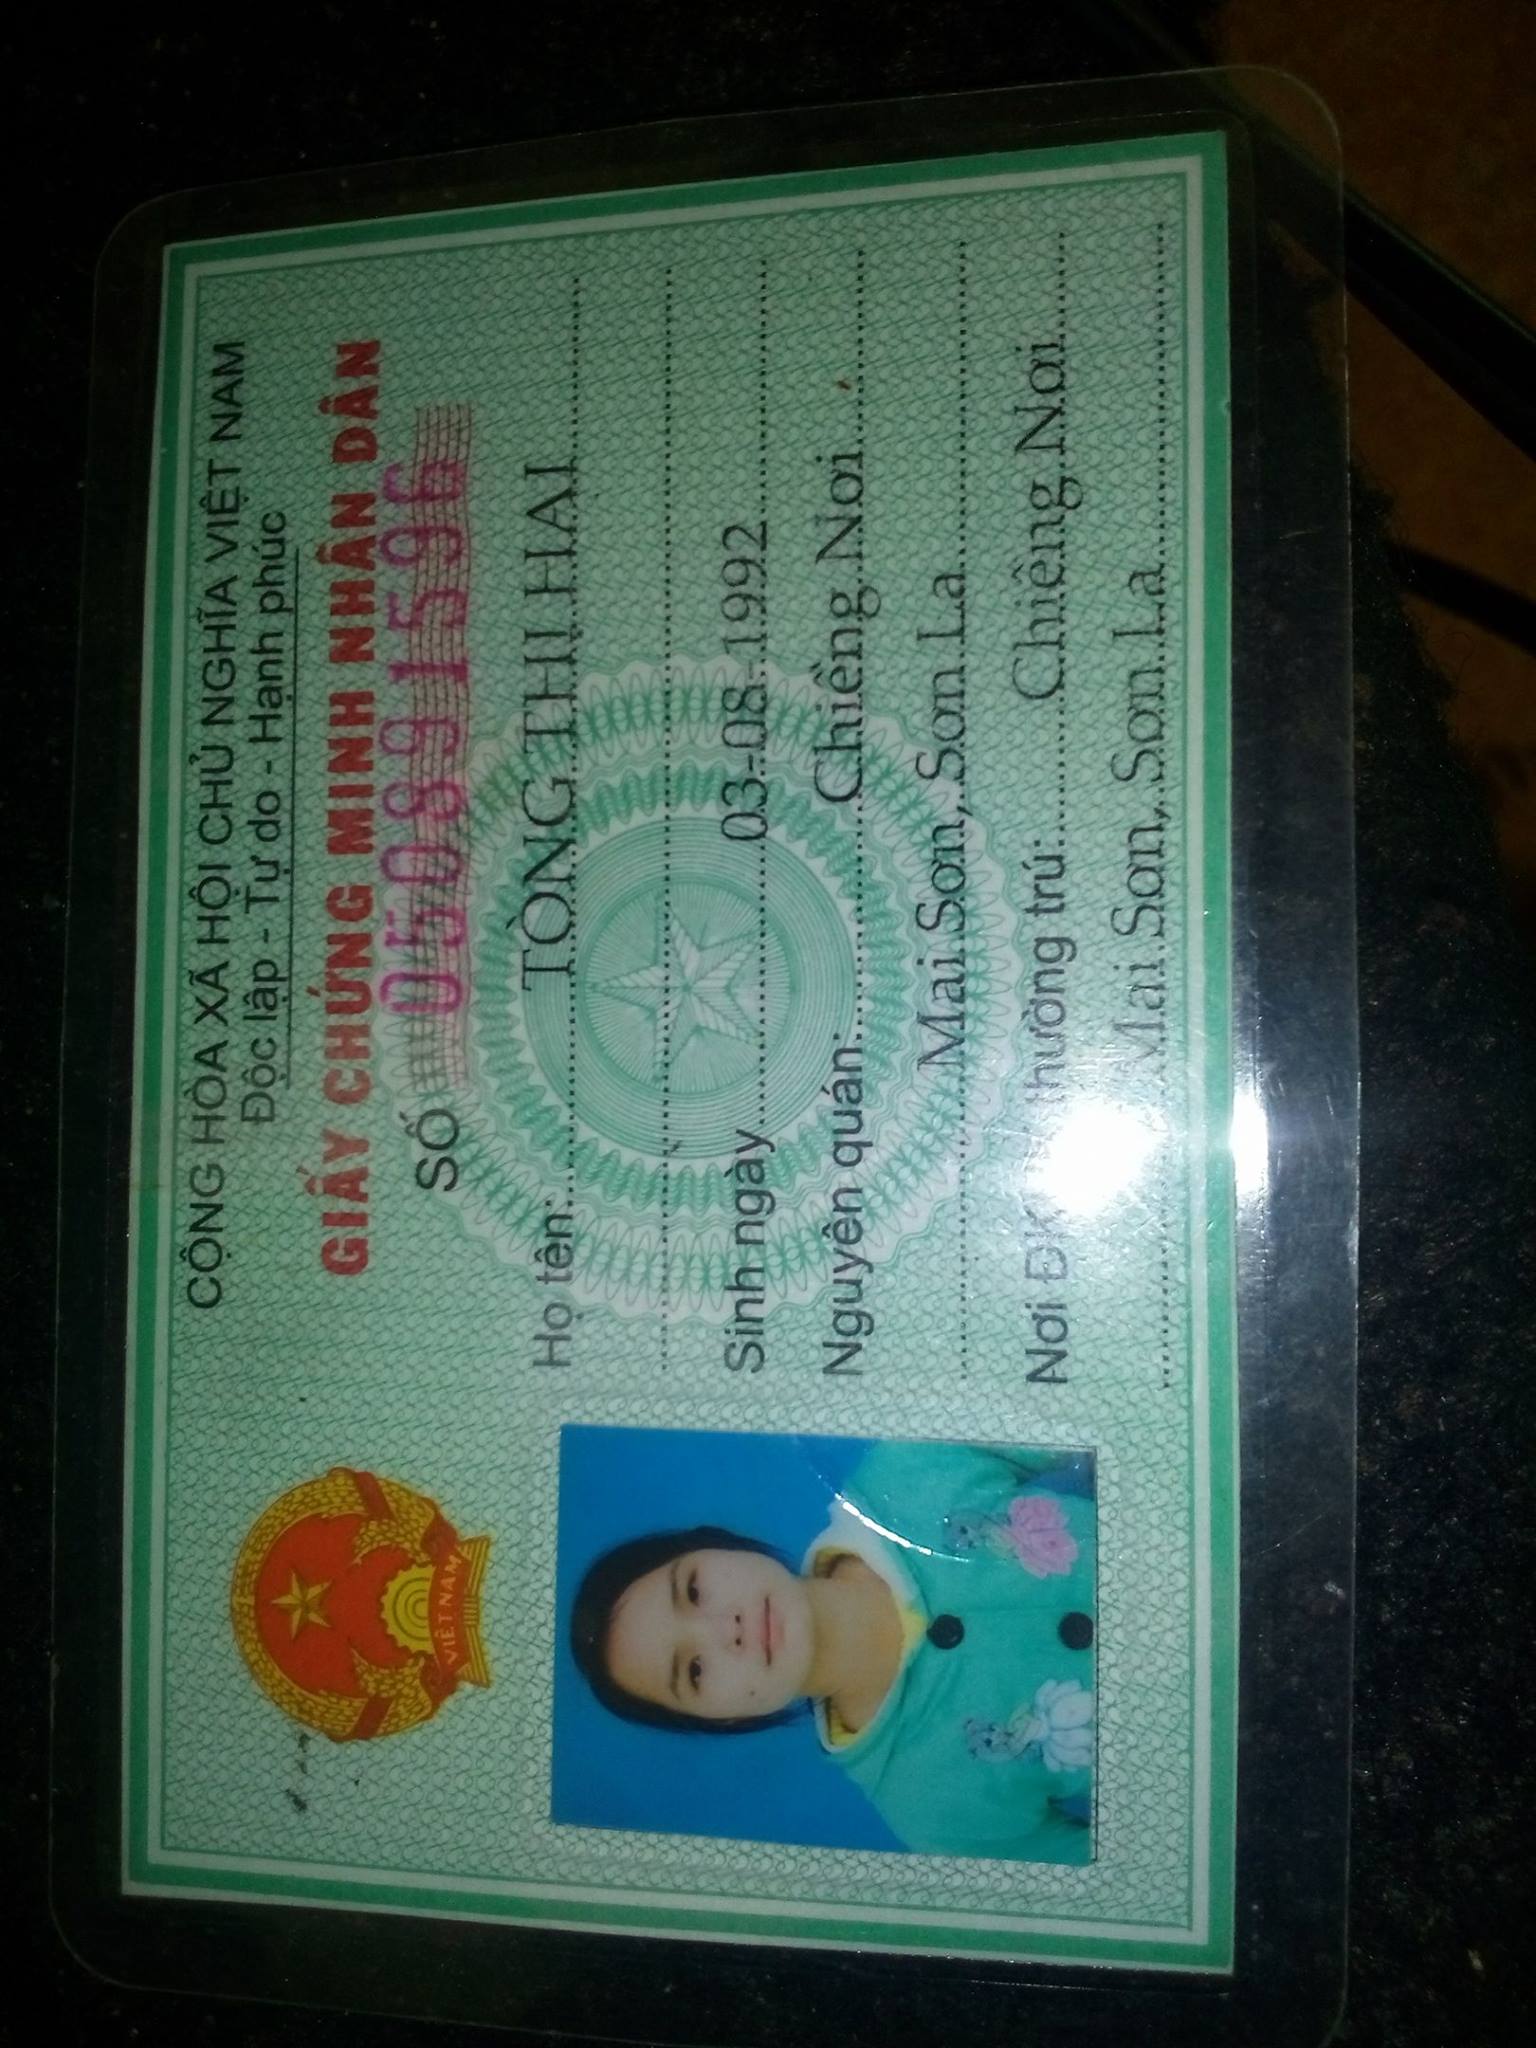 CỘNG HÒA XÃ HỘI CHỦ NGHĨA VIỆT NAM
Độc lập - Tự do - Hạnh phúc
GIẤY CHỨNG MINH NHÂN DÂN
SỐ 050891596
Họ tên: TÒNG THỊ HAI
Sinh ngày 03-08-1992
Nguyên quán Chiềng Nơi
Mai Sơn, Sơn La
Nơi thường trú: Chiềng Nơi
Mai Sơn, Sơn La
VIỆT NAM